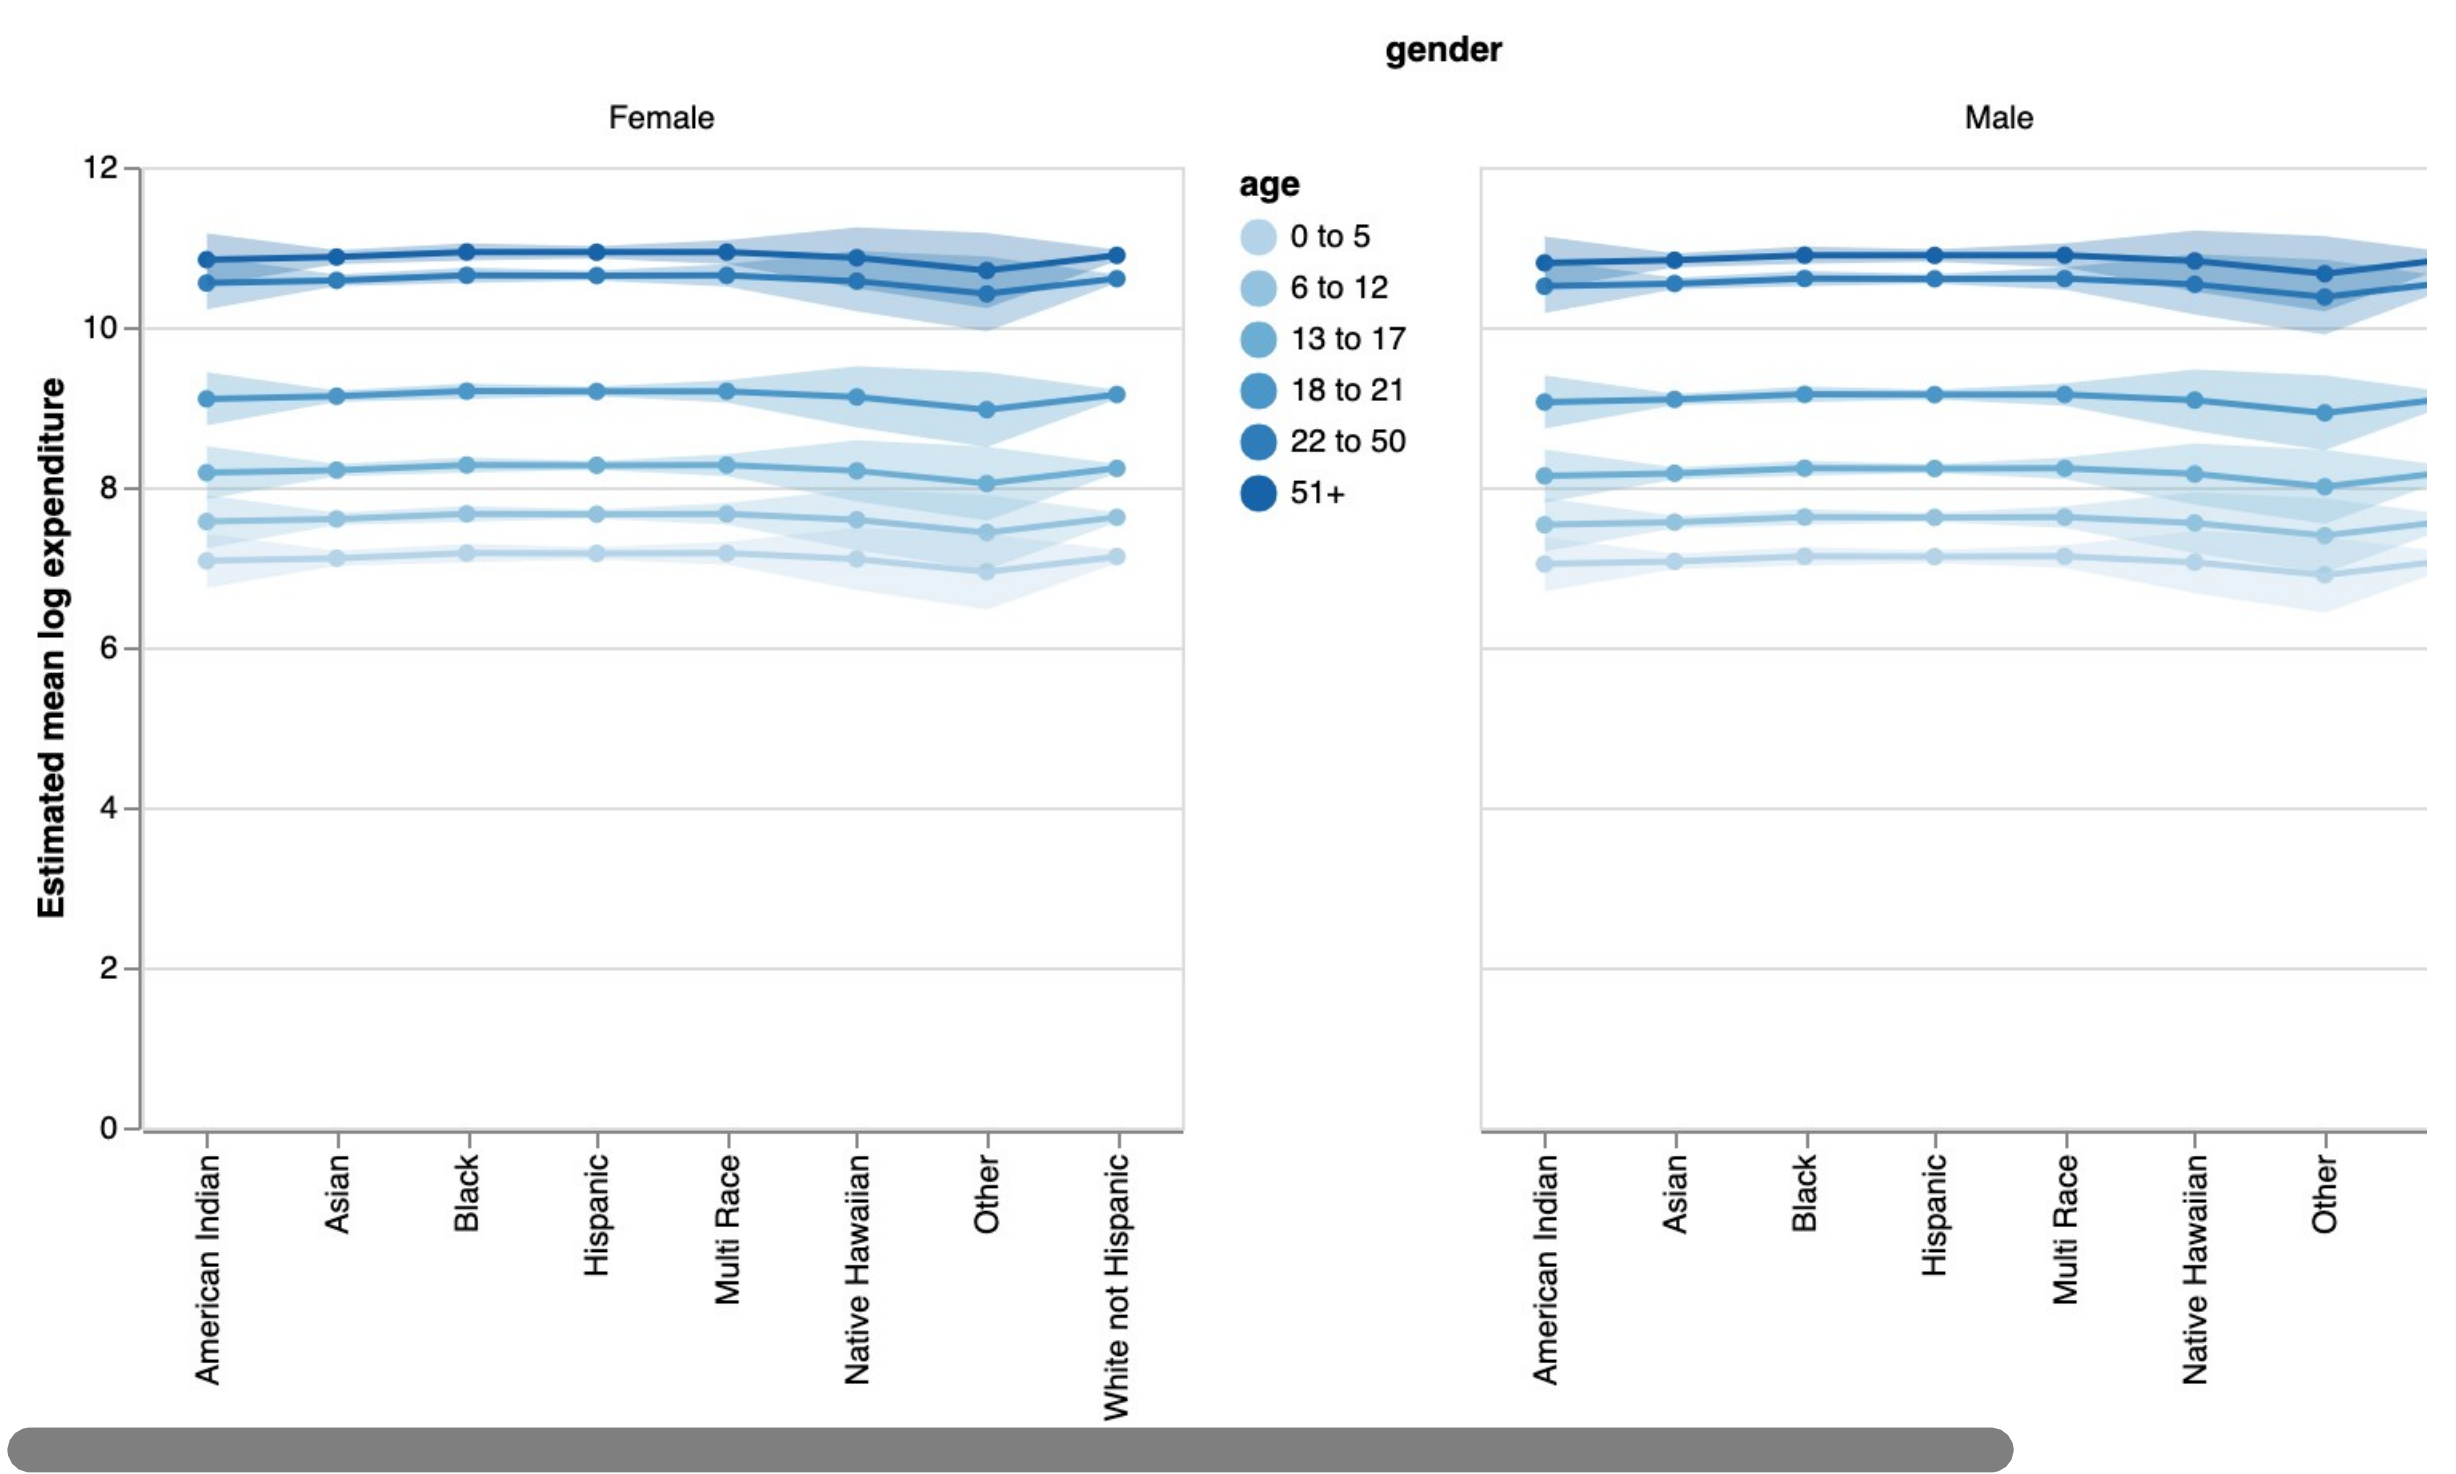 gender
Female
Male
12
10
8
6
4
2
0
Estimated mean log expenditure
age
0 to 5
6 to 12
13 to 17
18 to 21
22 to 50
51+
American Indian
Asian
Black
Hispanic
Multi Race
Native Hawaiian
Other
White not Hispanic
American Indian
Asian
Black
Hispanic
Multi Race
Native Hawaiian
Other